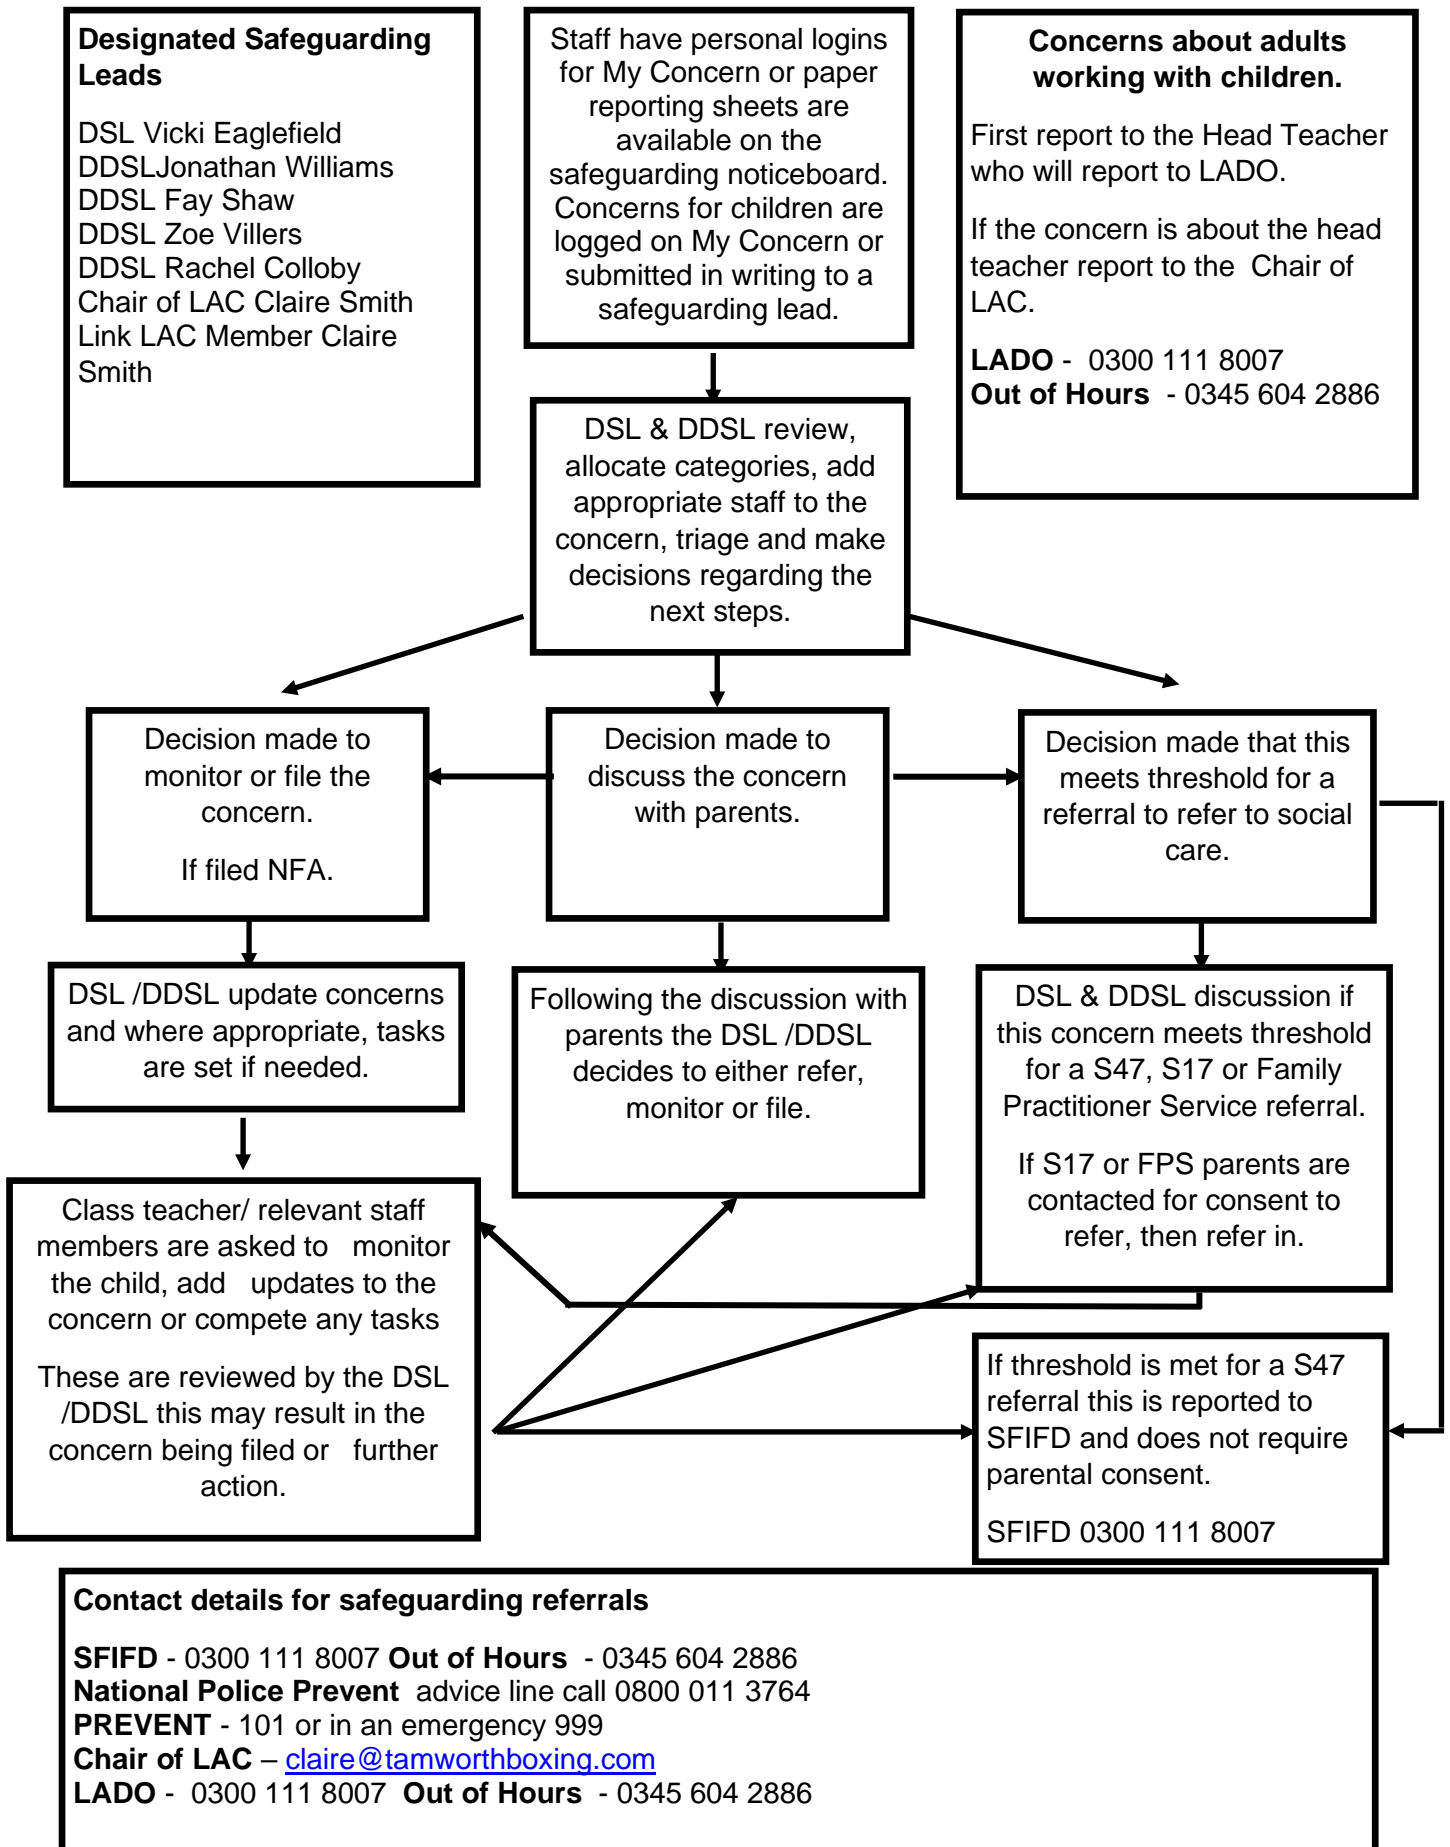 Designated Safeguarding
Leads
DSL Vicki Eaglefield
DDSLJonathan Williams
DDSL Fay Shaw
DDSL Zoe Villers
DDSL Rachel Colloby
Chair of LAC Claire Smith
Link LAC Member Claire
Smith
Staff have personal logins
for My Concern or paper
reporting sheets are
available on the
safeguarding noticeboard.
Concerns for children are
logged on My Concern or
submitted in writing to a
safeguarding lead.
Concerns about adults
working with children.
First report to the Head Teacher
who will report to LADO.
If the concern is about the head
teacher report to the Chair of
LAC.
LADO - 0300 111 8007
Out of Hours - 0345 604 2886
DSL & DDSL review,
allocate categories, add
appropriate staff to the
concern, triage and make
decisions regarding the
next steps.
Decision made to
monitor or file the
concern.
If filed NFA.
Decision made to
discuss the concern
with parents.
Decision made that this
meets threshold for a
referral to refer to social
care.
DSL /DDSL update concerns
and where appropriate, tasks
are set if needed.
Following the discussion with
parents the DSL /DDSL
decides to either refer,
monitor or file.
DSL & DDSL discussion if
this concern meets threshold
for a S47, S17 or Family
Practitioner Service referral.
If S17 or FPS parents are
contacted for consent to
refer, then refer in.
Class teacher/ relevant staff
members are asked to monitor
the child, add updates to the
concern or compete any tasks
These are reviewed by the DSL
/DDSL this may result in the
concern being filed or further
action.
If threshold is met for a S47
referral this is reported to
SFIFD and does not require
parental consent.
SFIFD 0300 111 8007
Contact details for safeguarding referrals
SFIFD - 0300 111 8007 Out of Hours - 0345 604 2886
National Police Prevent advice line call 0800 011 3764
PREVENT - 101 or in an emergency 999
Chair of LAC – claire@tamworthboxing.com
LADO - 0300 111 8007 Out of Hours - 0345 604 2886